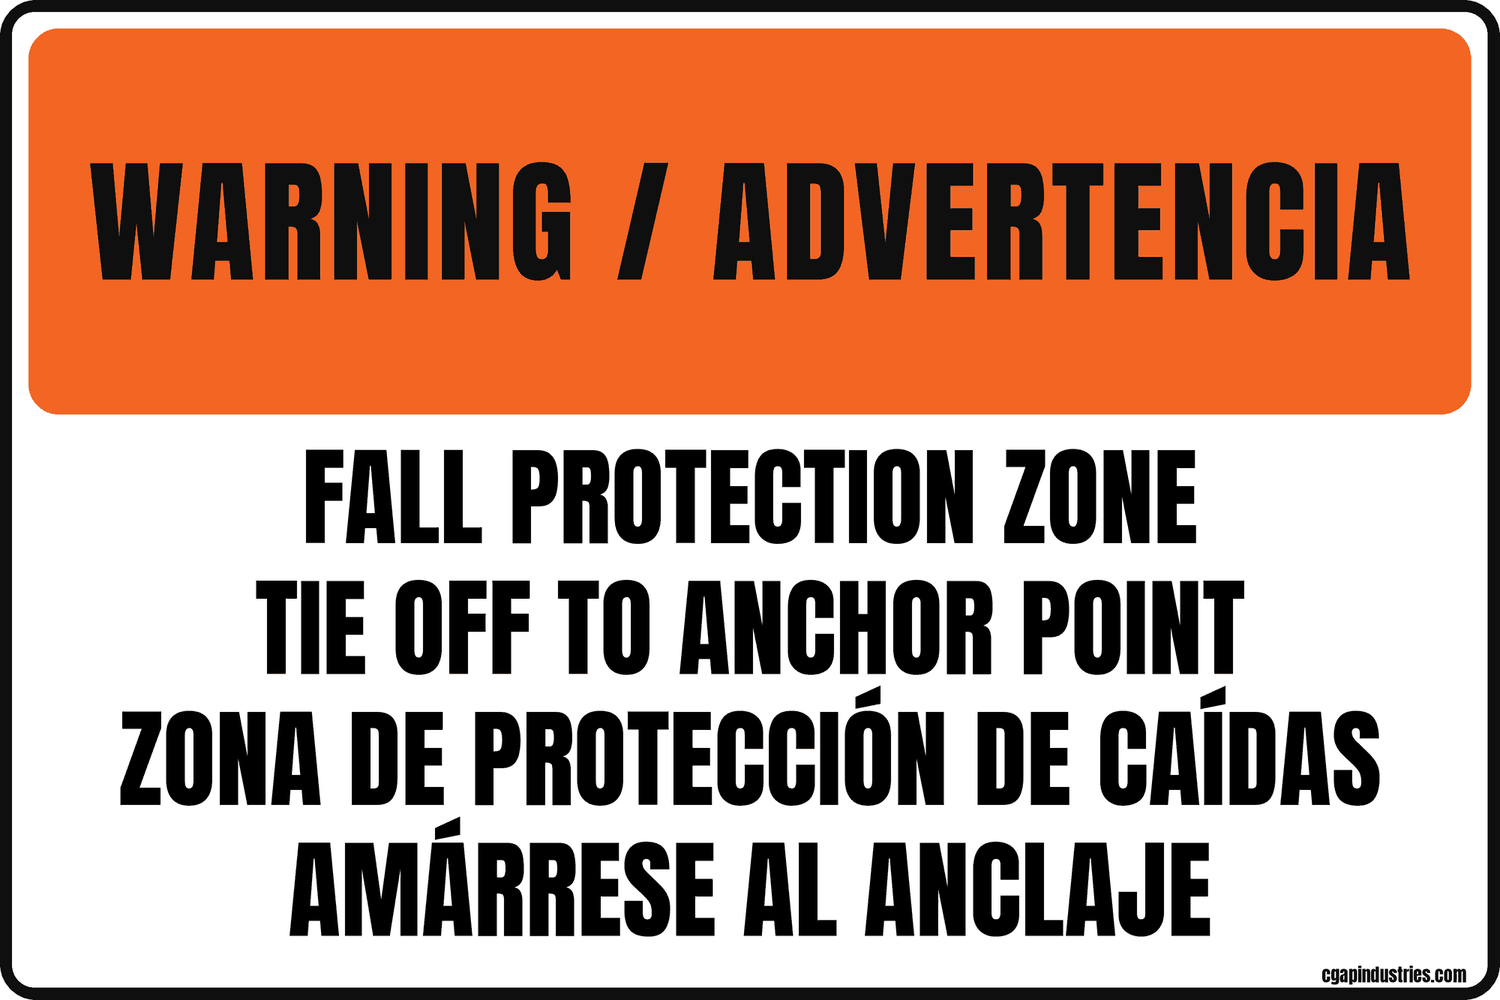 WARNING / ADVERTENCIA
FALL PROTECTION ZONE
TIE OFF TO ANCHOR POINT
ZONA DE PROTECCIÓN DE CAÍDAS
AMÁRRESE AL ANCLAJE
cgapindustries.com